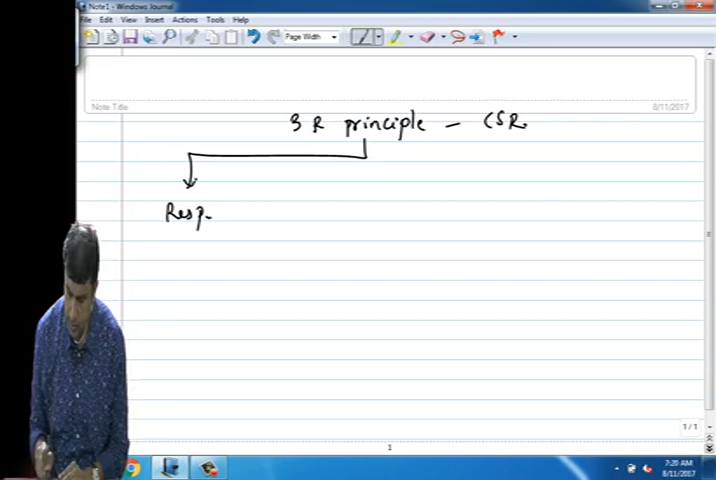 Note1 - Windows Journal
File Edit View Insert Actions Tools Help
Page Width
Note Title
8/11/2017
3 R principle - CSR.
Resp.
1/1
1
7:20 AM
8/11/2017